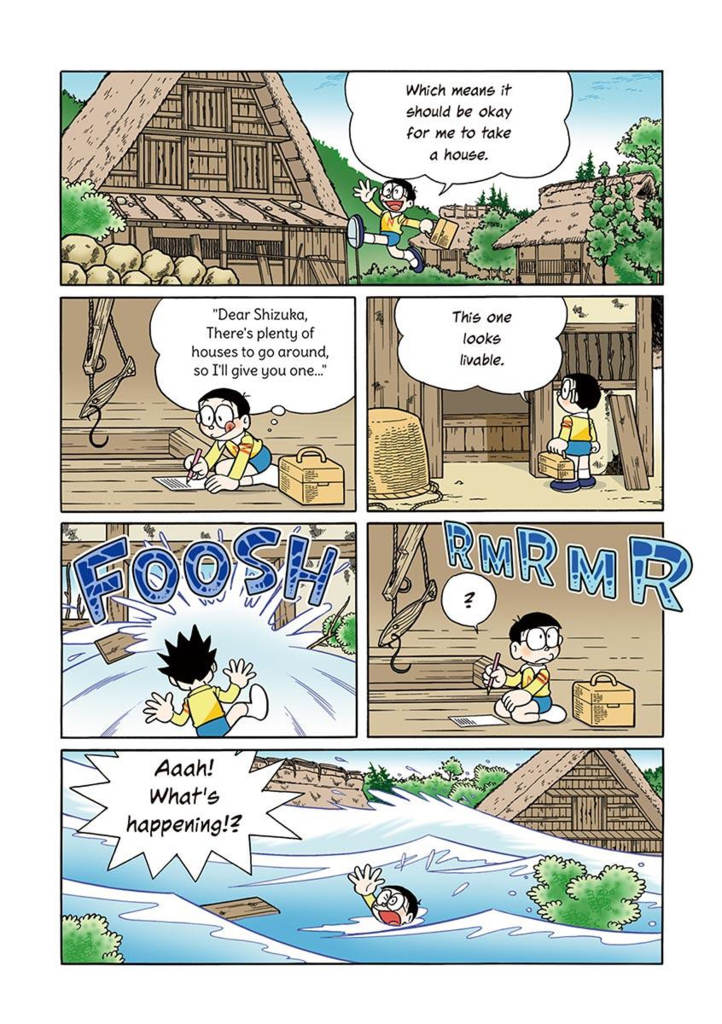 Which means it
should be okay
for me to take
a house.
This one
looks
livable.
"Dear Shizuka,
There's plenty of
houses to go around,
so I'll give you one..."
RMRMR
?
FOOSH
Aaah!
What's
happening!?